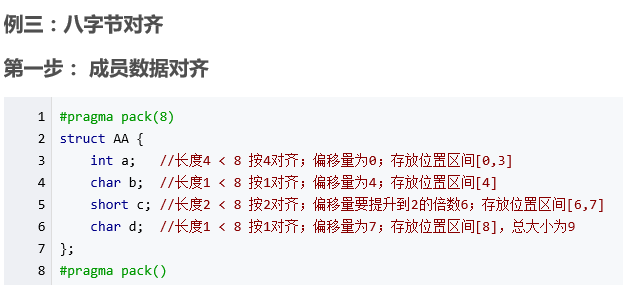 例三：八字节对齐
第一步： 成员数据对齐
1 #pragma pack(8)
2 struct AA {
3     int a;   //长度4 < 8 按4对齐；偏移量为0；存放位置区间[0,3]
4     char b;  //长度1 < 8 按1对齐；偏移量为4；存放位置区间[4]
5     short c; //长度2 < 8 按2对齐；偏移量要提升到2的倍数6；存放位置区间[6,7]
6     char d;  //长度1 < 8 按1对齐；偏移量为7；存放位置区间[8]，总大小为9
7 };
8 #pragma pack()